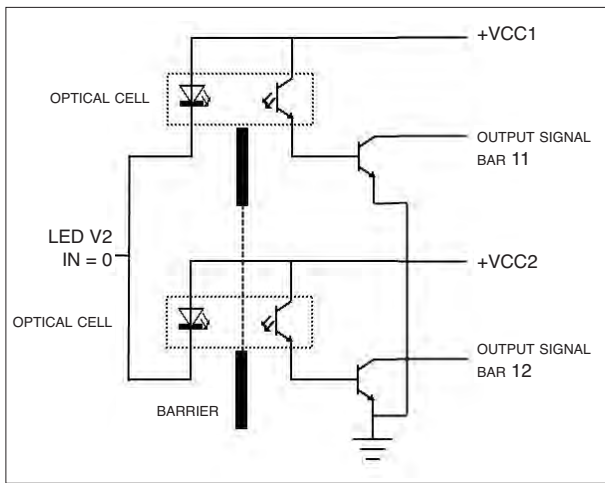 +VCC1
OPTICAL CELL
OUTPUT SIGNAL
BAR 11
LED V2
IN = 0
+VCC2
OPTICAL CELL
OUTPUT SIGNAL
BAR 12
BARRIER